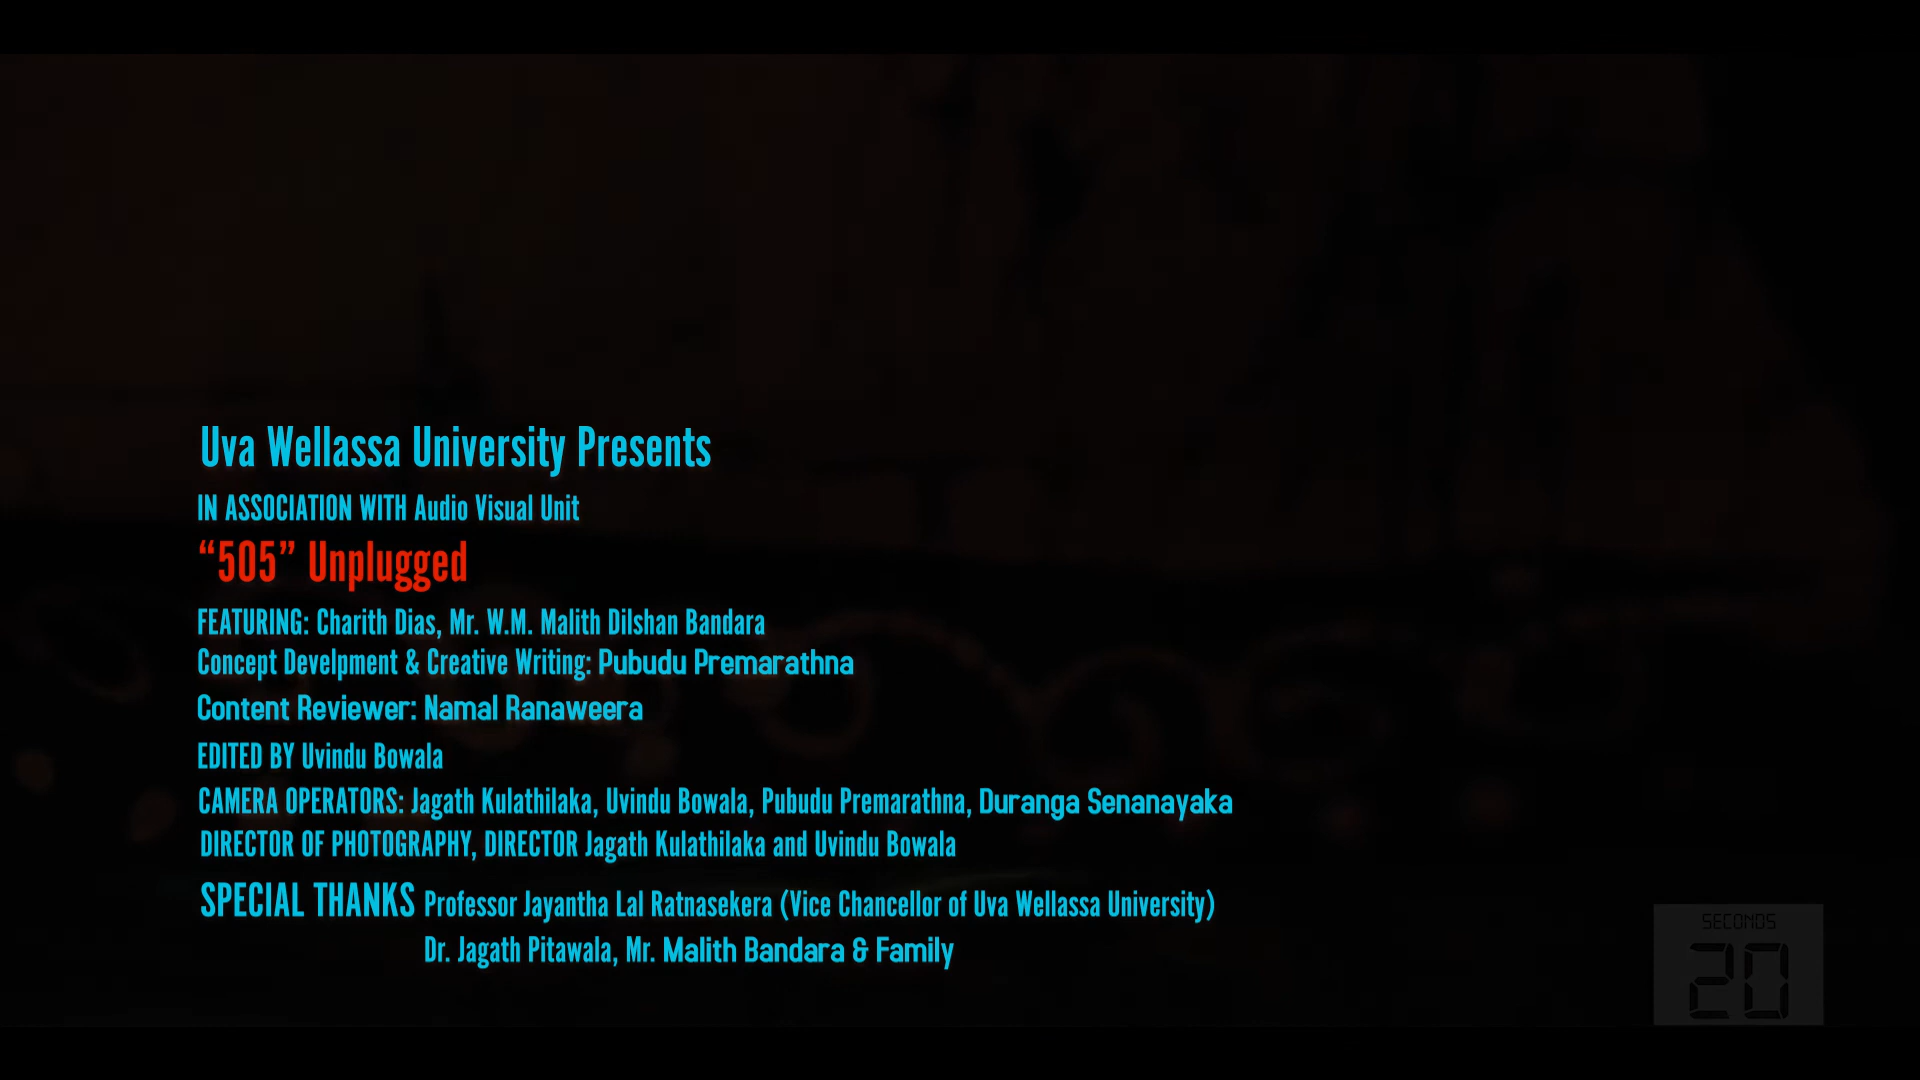 Uva Wellassa University Presents
IN ASSOCIATION WITH Audio Visual Unit
“505” Unplugged
FEATURING: Charith Dias, Mr. W.M. Malith Dilshan Bandara
Concept Develpment & Creative Writing: Pubudu Premarathna
Content Reviewer: Namal Ranaweera
EDITED BY Uvindu Bowala
CAMERA OPERATORS: Jagath Kulathilaka, Uvindu Bowala, Pubudu Premarathna, Duranga Senanayaka
DIRECTOR OF PHOTOGRAPHY, DIRECTOR Jagath Kulathilaka and Uvindu Bowala
SPECIAL THANKS Professor Jayantha Lal Ratnasekera (Vice Chancellor of Uva Wellassa University)
Dr. Jagath Pitawala, Mr. Malith Bandara & Family
SECONDS
20